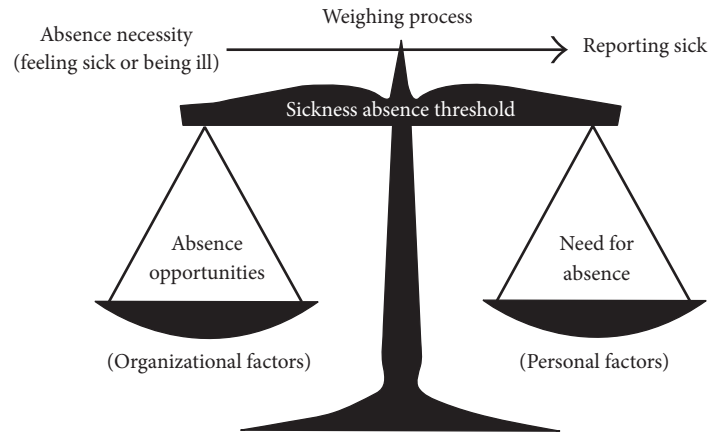 Weighing process
Absence necessity
(feeling sick or being ill)
Reporting sick
Sickness absence threshold
Absence
opportunities
Need for
absence
(Organizational factors)
(Personal factors)